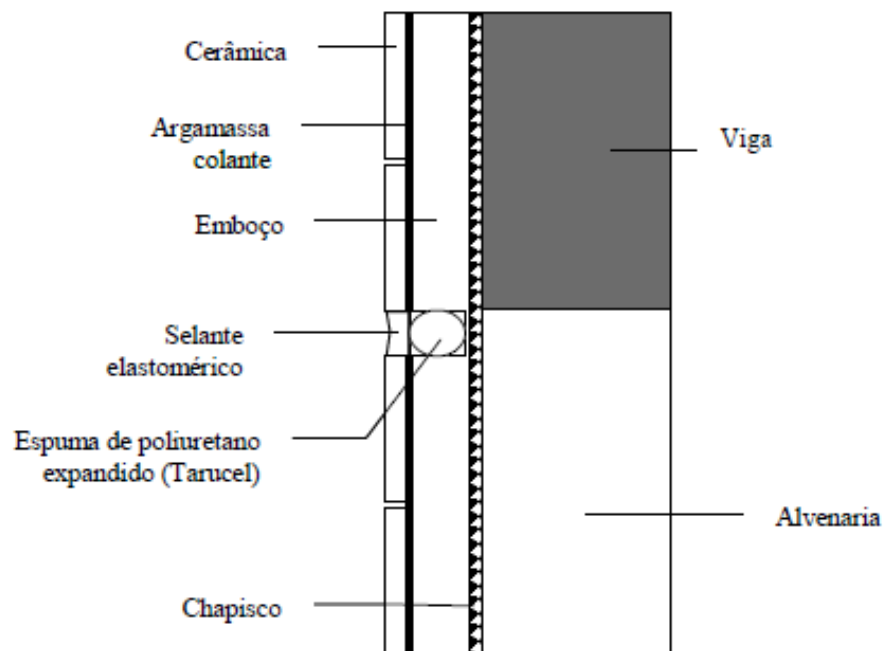 Cerâmica
Argamassa
colante
Viga
Emboço
Selante
elastomérico
Espuma de poliuretano
expandido (Tarucel)
Alvenaria
Chapisco